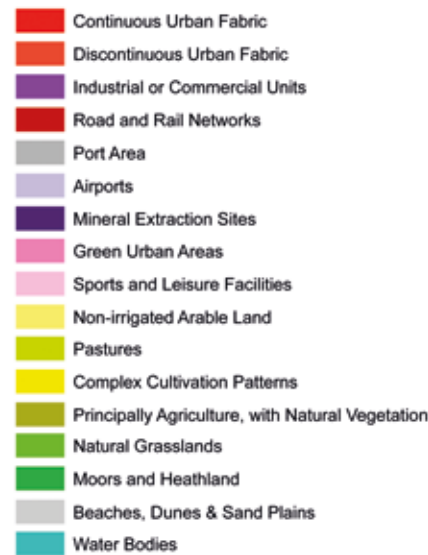 Continuous Urban Fabric
Discontinuous Urban Fabric
Industrial or Commercial Units
Road and Rail Networks
Port Area
Airports
Mineral Extraction Sites
Green Urban Areas
Sports and Leisure Facilities
Non-irrigated Arable Land
Pastures
Complex Cultivation Patterns
Principally Agriculture, with Natural Vegetation
Natural Grasslands
Moors and Heathland
Beaches, Dunes & Sand Plains
Water Bodies